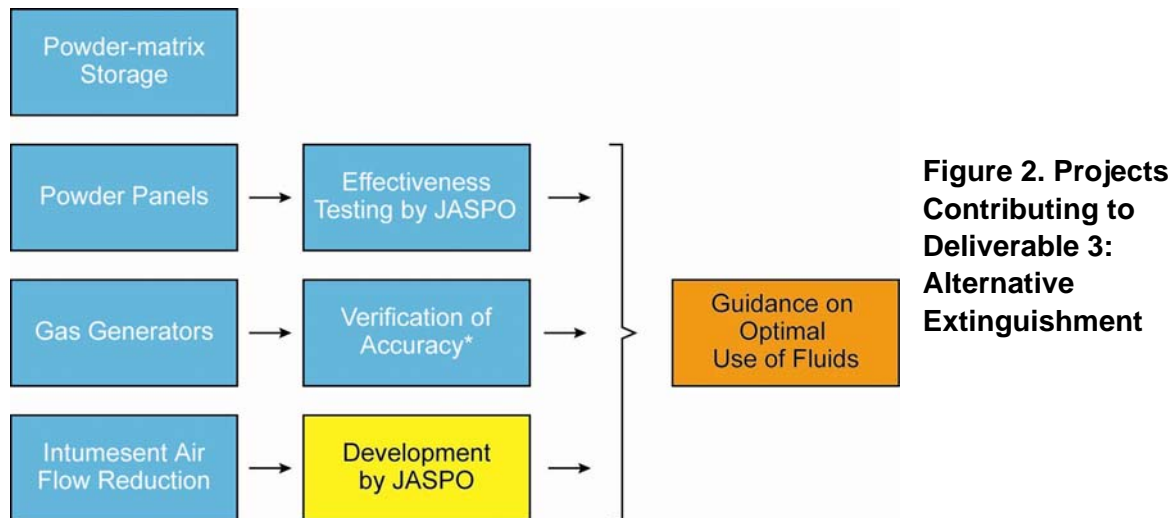 Powder-matrix
Storage
Powder Panels
Effectiveness
Testing by JASPO
Gas Generators
Verification of
Accuracy*
Guidance on
Optimal
Use of Fluids
Intumesent Air
Flow Reduction
Development
by JASPO
Figure 2. Projects
Contributing to
Deliverable 3:
Alternative
Extinguishment